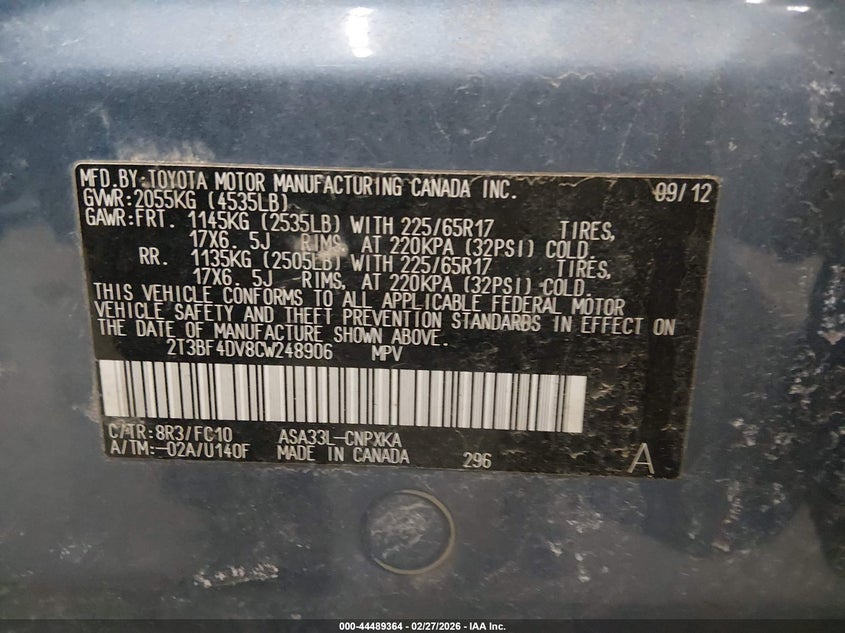 MFD.BY:TOYOTA MOTOR MANUFACTURING CANADA INC. 09/12
GVWR:2055KG (4535LB)
GAWR:FRT. 1145KG (2535LB) WITH 225/65R17 TIRES,
17X6. 5J RIMS, AT 220KPA (32PSI) COLD
RR. 1135KG (2505LB) WITH 225/65R17 TIRES,
17X6. 5J RIMS, AT 220KPA (32PSI) COLD.
THIS VEHICLE CONFORMS TO ALL APPLICABLE FEDERAL MOTOR
VEHICLE SAFETY AND THEFT PREVENTION STANDARDS IN EFFECT ON
THE DATE OF MANUFACTURE SHOWN ABOVE.
2T3BF4DV8CW248906 MPV
C/TR:8R3/FC10 ASA33L-CNPXKA
A/TM:-02A/U140F MADE IN CANADA 296 A
000-44489364 | 02/27/2026 | IAA Inc.